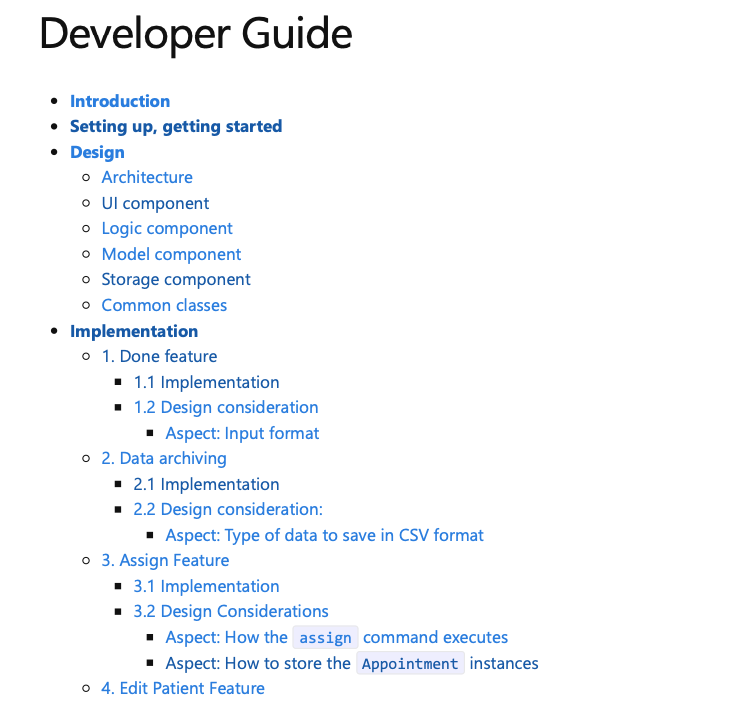 Developer Guide
Introduction
Setting up, getting started
Design
Architecture
UI component
Logic component
Model component
Storage component
Common classes
Implementation
1. Done feature
1.1 Implementation
1.2 Design consideration
Aspect: Input format
2. Data archiving
2.1 Implementation
2.2 Design consideration:
Aspect: Type of data to save in CSV format
3. Assign Feature
3.1 Implementation
3.2 Design Considerations
Aspect: How the assign command executes
Aspect: How to store the Appointment instances
4. Edit Patient Feature